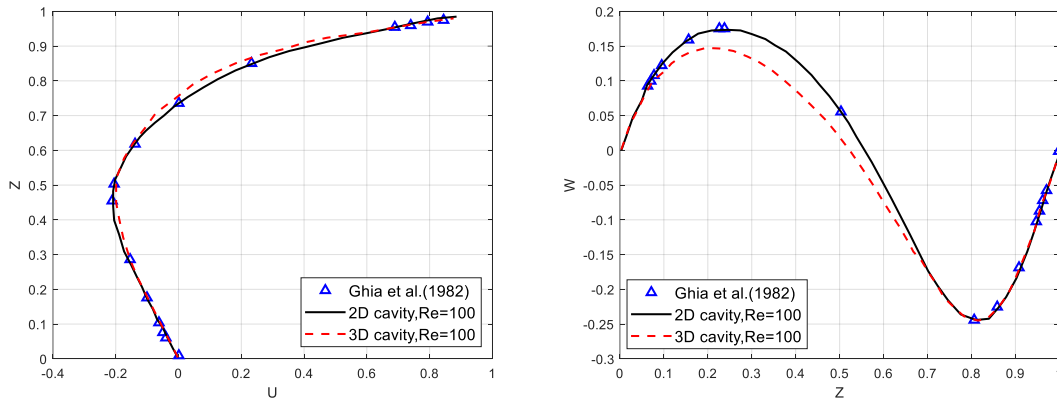 1
0.9
0.8
0.7
0.6
0.5
0.4
0.3
0.2
0.1
0
Z
-0.4 -0.2 0 0.2 0.4 0.6 0.8 1
U
Ghia et al.(1982)
2D cavity,Re=100
3D cavity,Re=100
0.2
0.15
0.1
0.05
0
-0.05
-0.1
-0.15
-0.2
-0.25
-0.3
W
0 0.1 0.2 0.3 0.4 0.5 0.6 0.7 0.8 0.9 1
Z
Ghia et al.(1982)
2D cavity,Re=100
3D cavity,Re=100